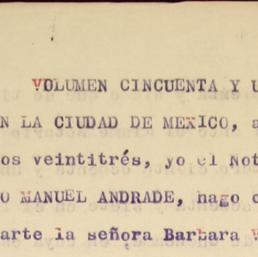 VOLUMEN CINCUENTA Y U
N LA CIUDAD DE MEXICO, a
os veintitrés, yo el Not
O MANUEL ANDRADE, hago c
arte la señora Barbara V